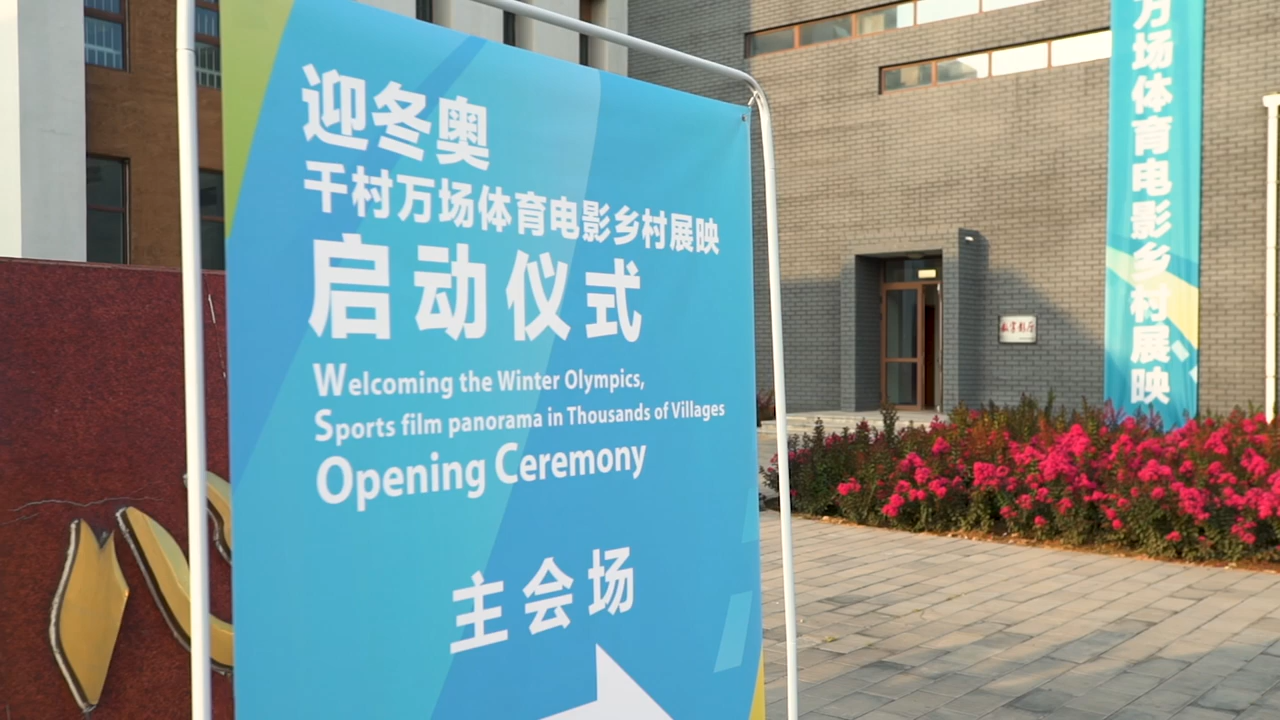 迎冬奥
千村万场体育电影乡村展映
启动仪式
Welcoming the Winter Olympics,
Sports film panorama in Thousands of Villages
Opening Ceremony
主会场
万场体育电影乡村展映